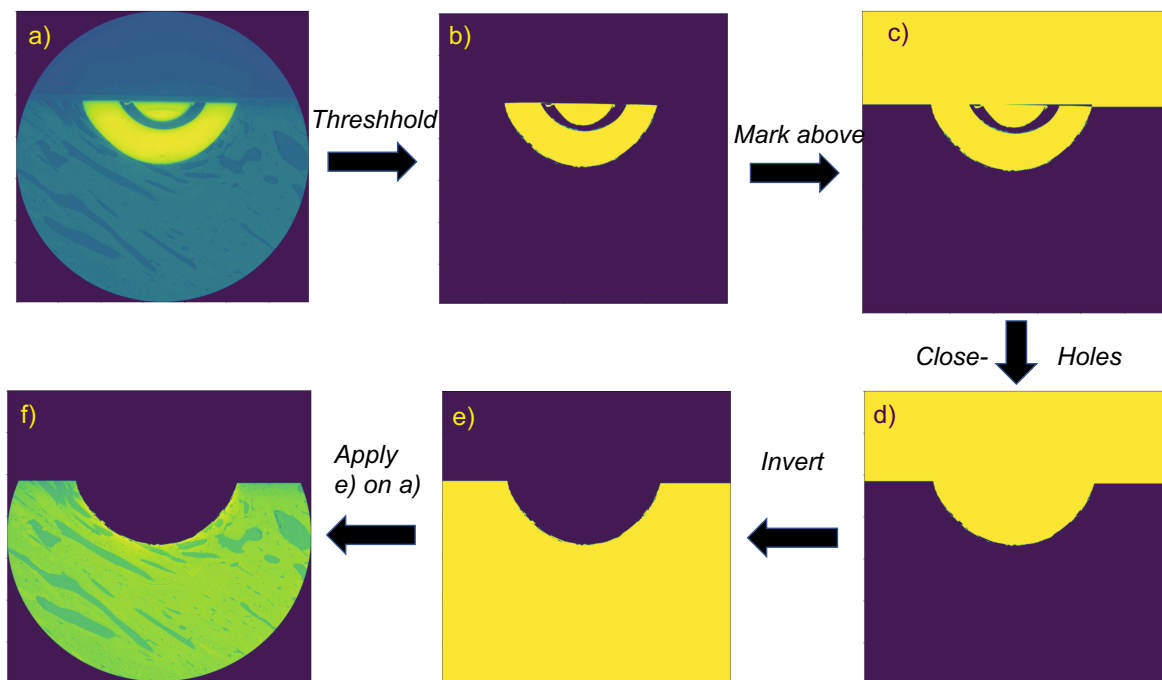 a)
Threshhold
b)
Mark above
c)
Close- Holes
d)
Invert
e)
Apply
e) on a)
f)